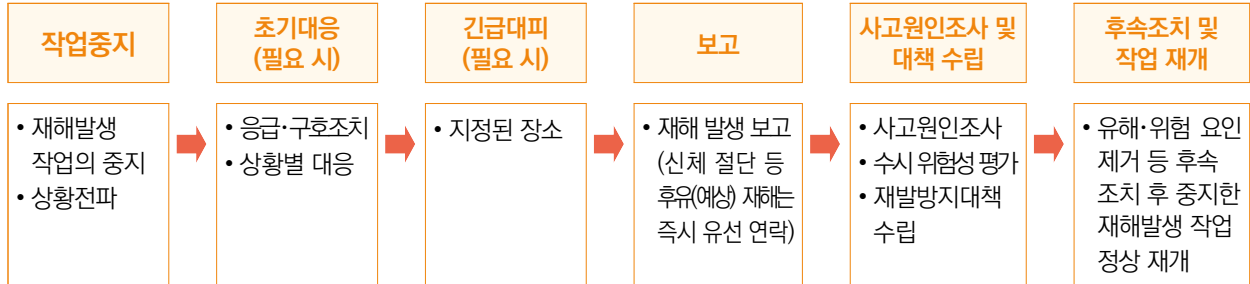 작업중지
초기대응
(필요 시)
긴급대피
(필요 시)
보고
사고원인조사 및
대책 수립
후속조치 및
작업 재개
• 재해발생
작업의 중지
• 상황전파
• 응급·구호조치
• 상황별 대응
• 지정된 장소
• 재해 발생 보고
(신체 절단 등
후유(예상) 재해는
즉시 유선 연락)
• 사고원인조사
• 수시 위험성 평가
• 재발방지대책
수립
• 유해·위험 요인
제거 등 후속
조치 후 중지한
재해발생 작업
정상 재개